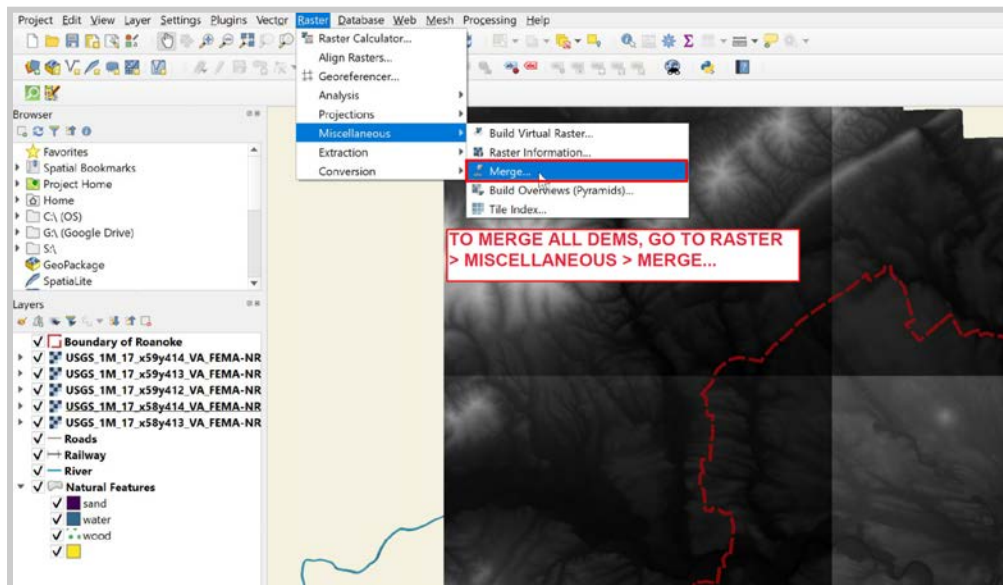 Project Edit View Layer Settings Plugins Vector Raster Database Web Mesh Processing Help
Raster Calculator...
Align Rasters...
Georeferencer...
Analysis
Projections
Miscellaneous
Extraction
Conversion
Build Virtual Raster...
Raster Information...
Merge...
Build Overviews (Pyramids)...
Tile Index...
TO MERGE ALL DEMS, GO TO RASTER
> MISCELLANEOUS > MERGE...
Browser
Favorites
Spatial Bookmarks
Project Home
Home
C:\ (OS)
G:\ (Google Drive)
S:\
GeoPackage
SpatiaLite
Layers
Boundary of Roanoke
USGS_1M_17_x59y414_VA_FEMA-NR
USGS_1M_17_x59y413_VA_FEMA-NR
USGS_1M_17_x59y412_VA_FEMA-NR
USGS_1M_17_x58y414_VA_FEMA-NR
USGS_1M_17_x58y413_VA_FEMA-NR
Roads
Railway
River
Natural Features
sand
water
wood